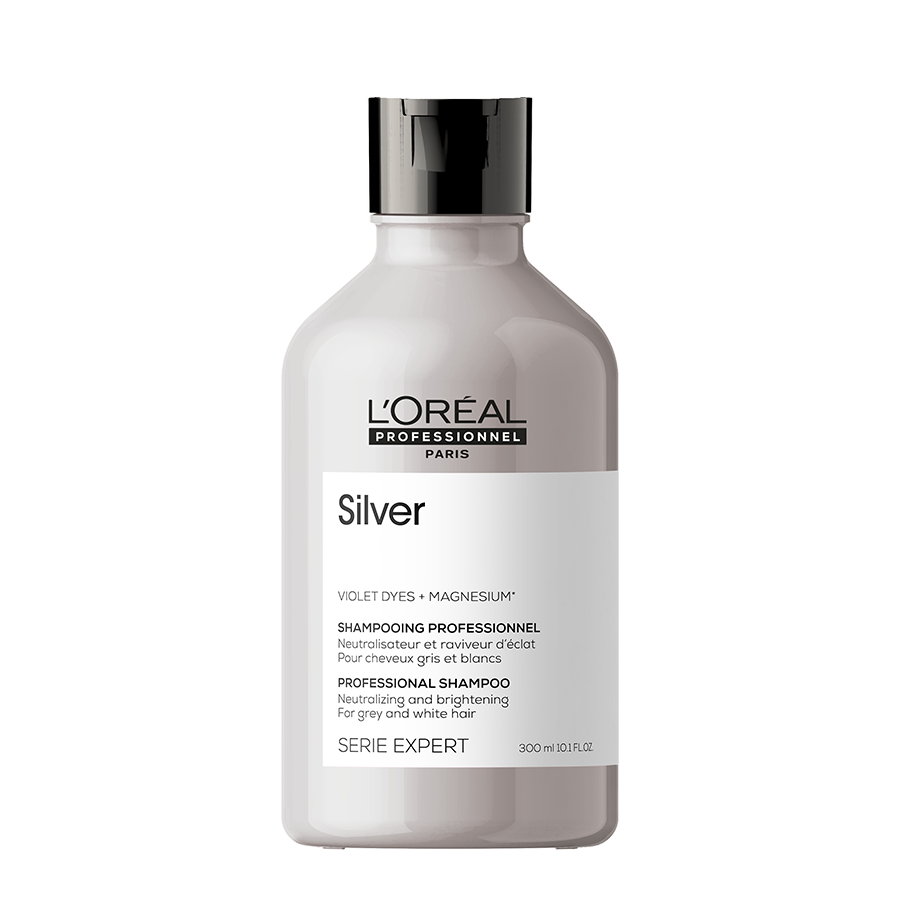 L'ORÉAL
PROFESSIONNEL
PARIS
Silver
VIOLET DYES + MAGNESIUM*
SHAMPOOING PROFESSIONNEL
Neutralisateur et raviveur d'éclat
Pour cheveux gris et blancs
PROFESSIONAL SHAMPOO
Neutralizing and brightening
For grey and white hair
SERIE EXPERT
300 ml 10.1 FL.OZ.